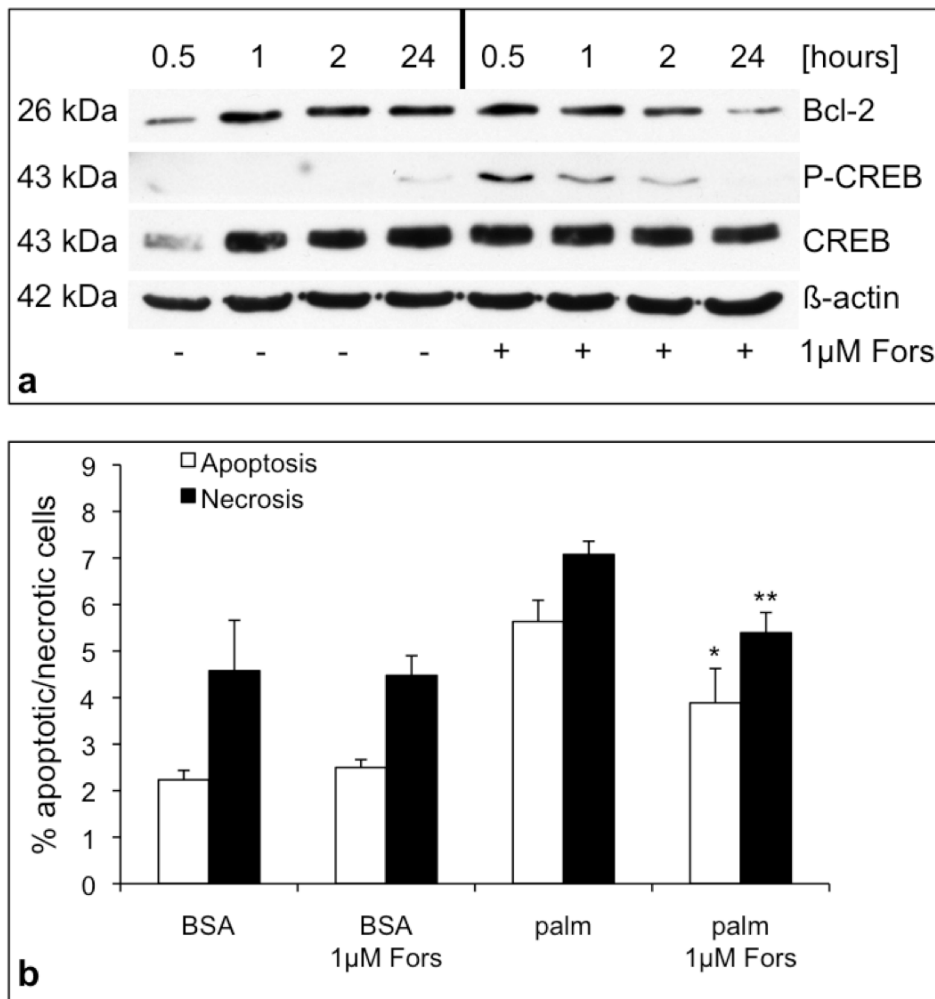 0.5 1 2 24 0.5 1 2 24 [hours]
26 kDa Bcl-2
43 kDa P-CREB
43 kDa CREB
42 kDa ß-actin
- - - - + + + + 1µM Fors
a
9
8
7
6
5
4
3
2
1
0
% apoptotic/necrotic cells
Apoptosis
Necrosis
* **
BSA BSA palm palm
1µM Fors 1µM Fors
b